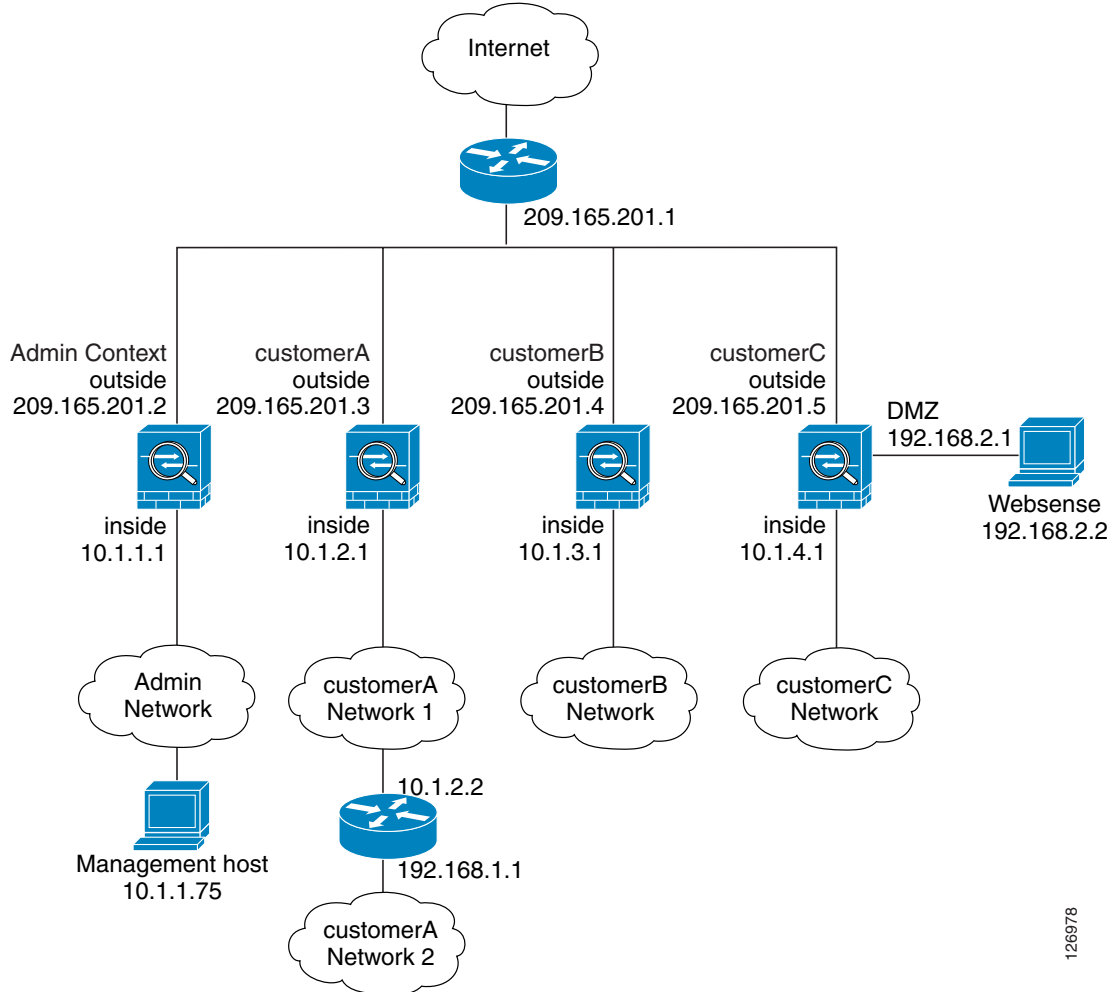 Internet
209.165.201.1
Admin Context
outside
209.165.201.2
customerA
outside
209.165.201.3
customerB
outside
209.165.201.4
customerC
outside
209.165.201.5
DMZ
192.168.2.1
Websense
192.168.2.2
inside
10.1.1.1
inside
10.1.2.1
inside
10.1.3.1
inside
10.1.4.1
Admin
Network
customerA
Network 1
customerB
Network
customerC
Network
10.1.2.2
Management host
10.1.1.75
192.168.1.1
customerA
Network 2
126978